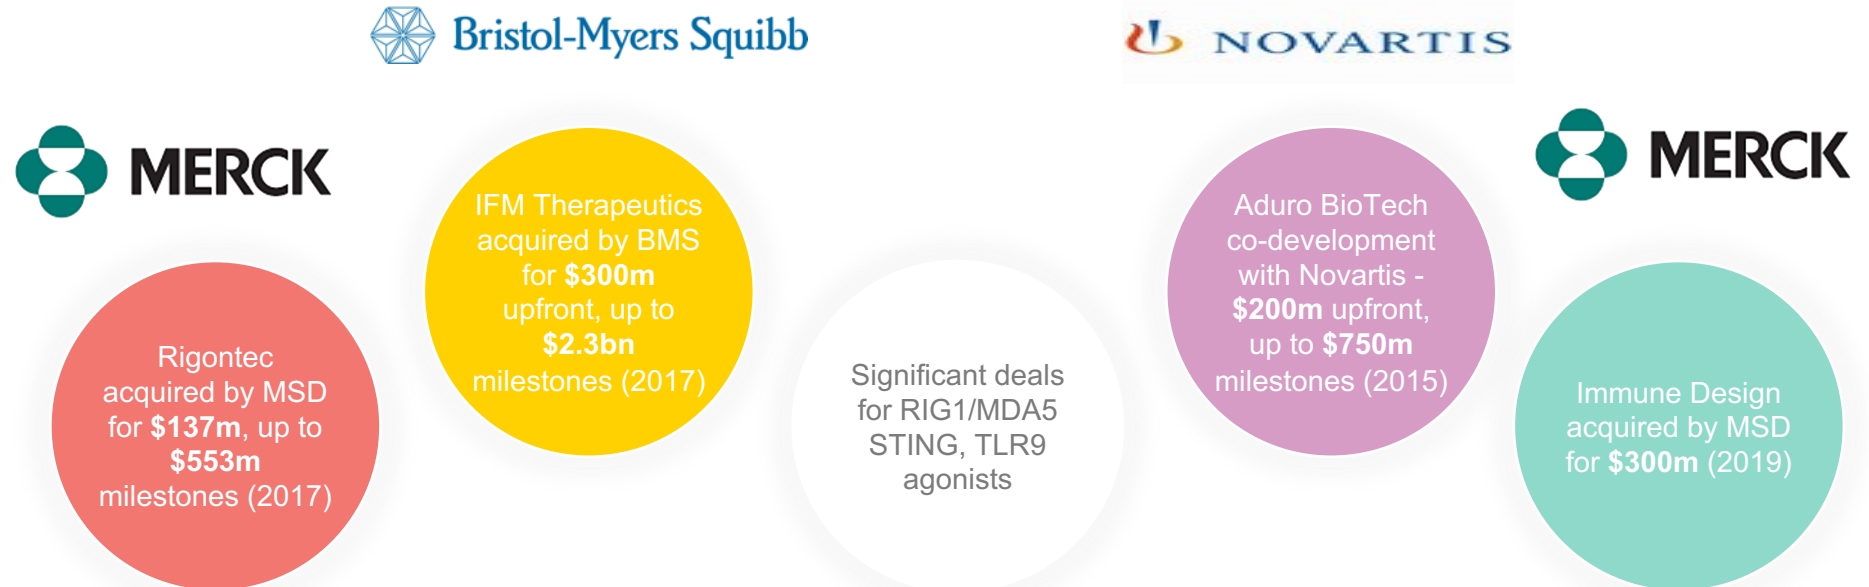 Bristol-Myers Squibb
NOVARTIS
MERCK
MERCK
Rigontec
acquired by MSD
for $137m, up to
$553m
milestones (2017)
IFM Therapeutics
acquired by BMS
for $300m
upfront, up to
$2.3bn
milestones (2017)
Significant deals
for RIG1/MDA5
STING, TLR9
agonists
Aduro BioTech
co-development
with Novartis -
$200m upfront,
up to $750m
milestones (2015)
Immune Design
acquired by MSD
for $300m (2019)